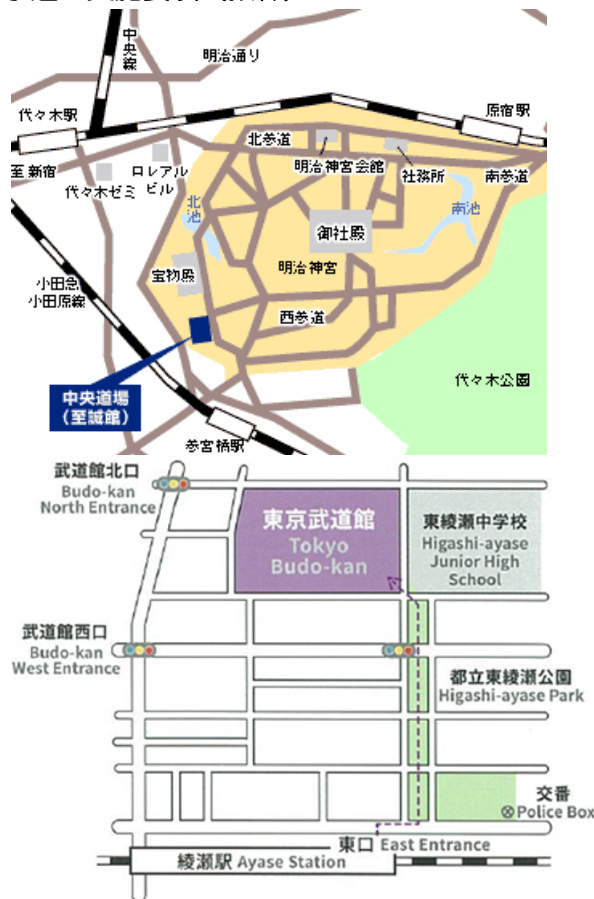 中央線
明治通り
代々木駅
原宿駅
北参道
至新宿
ロレアル
ビル
明治神宮会館
社務所
南参道
代々木ゼミ
北池
南池
御社殿
宝物殿
明治神宮
小田急
小田原線
西参道
中央道場
(至誠館)
代々木公園
参宮橋駅
武道館北口
Budo-kan
North Entrance
東京武道館
Tokyo
Budo-kan
東綾瀬中学校
Higashi-ayase
Junior High
School
武道館西口
Budo-kan
West Entrance
都立東綾瀬公園
Higashi-ayase Park
交番
Police Box
東口 East Entrance
綾瀬駅 Ayase Station